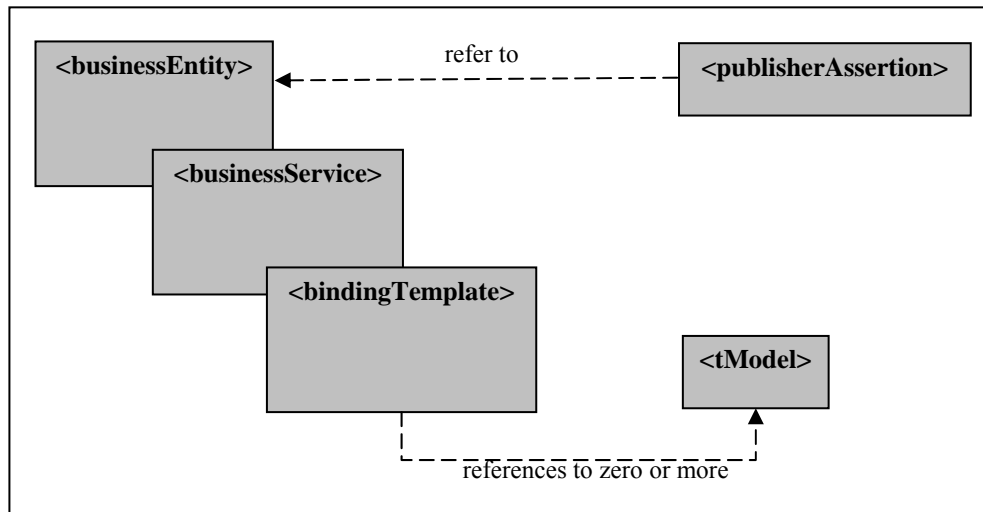 refer to
<businessEntity>
<publisherAssertion>
<businessService>
<bindingTemplate>
<tModel>
references to zero or more